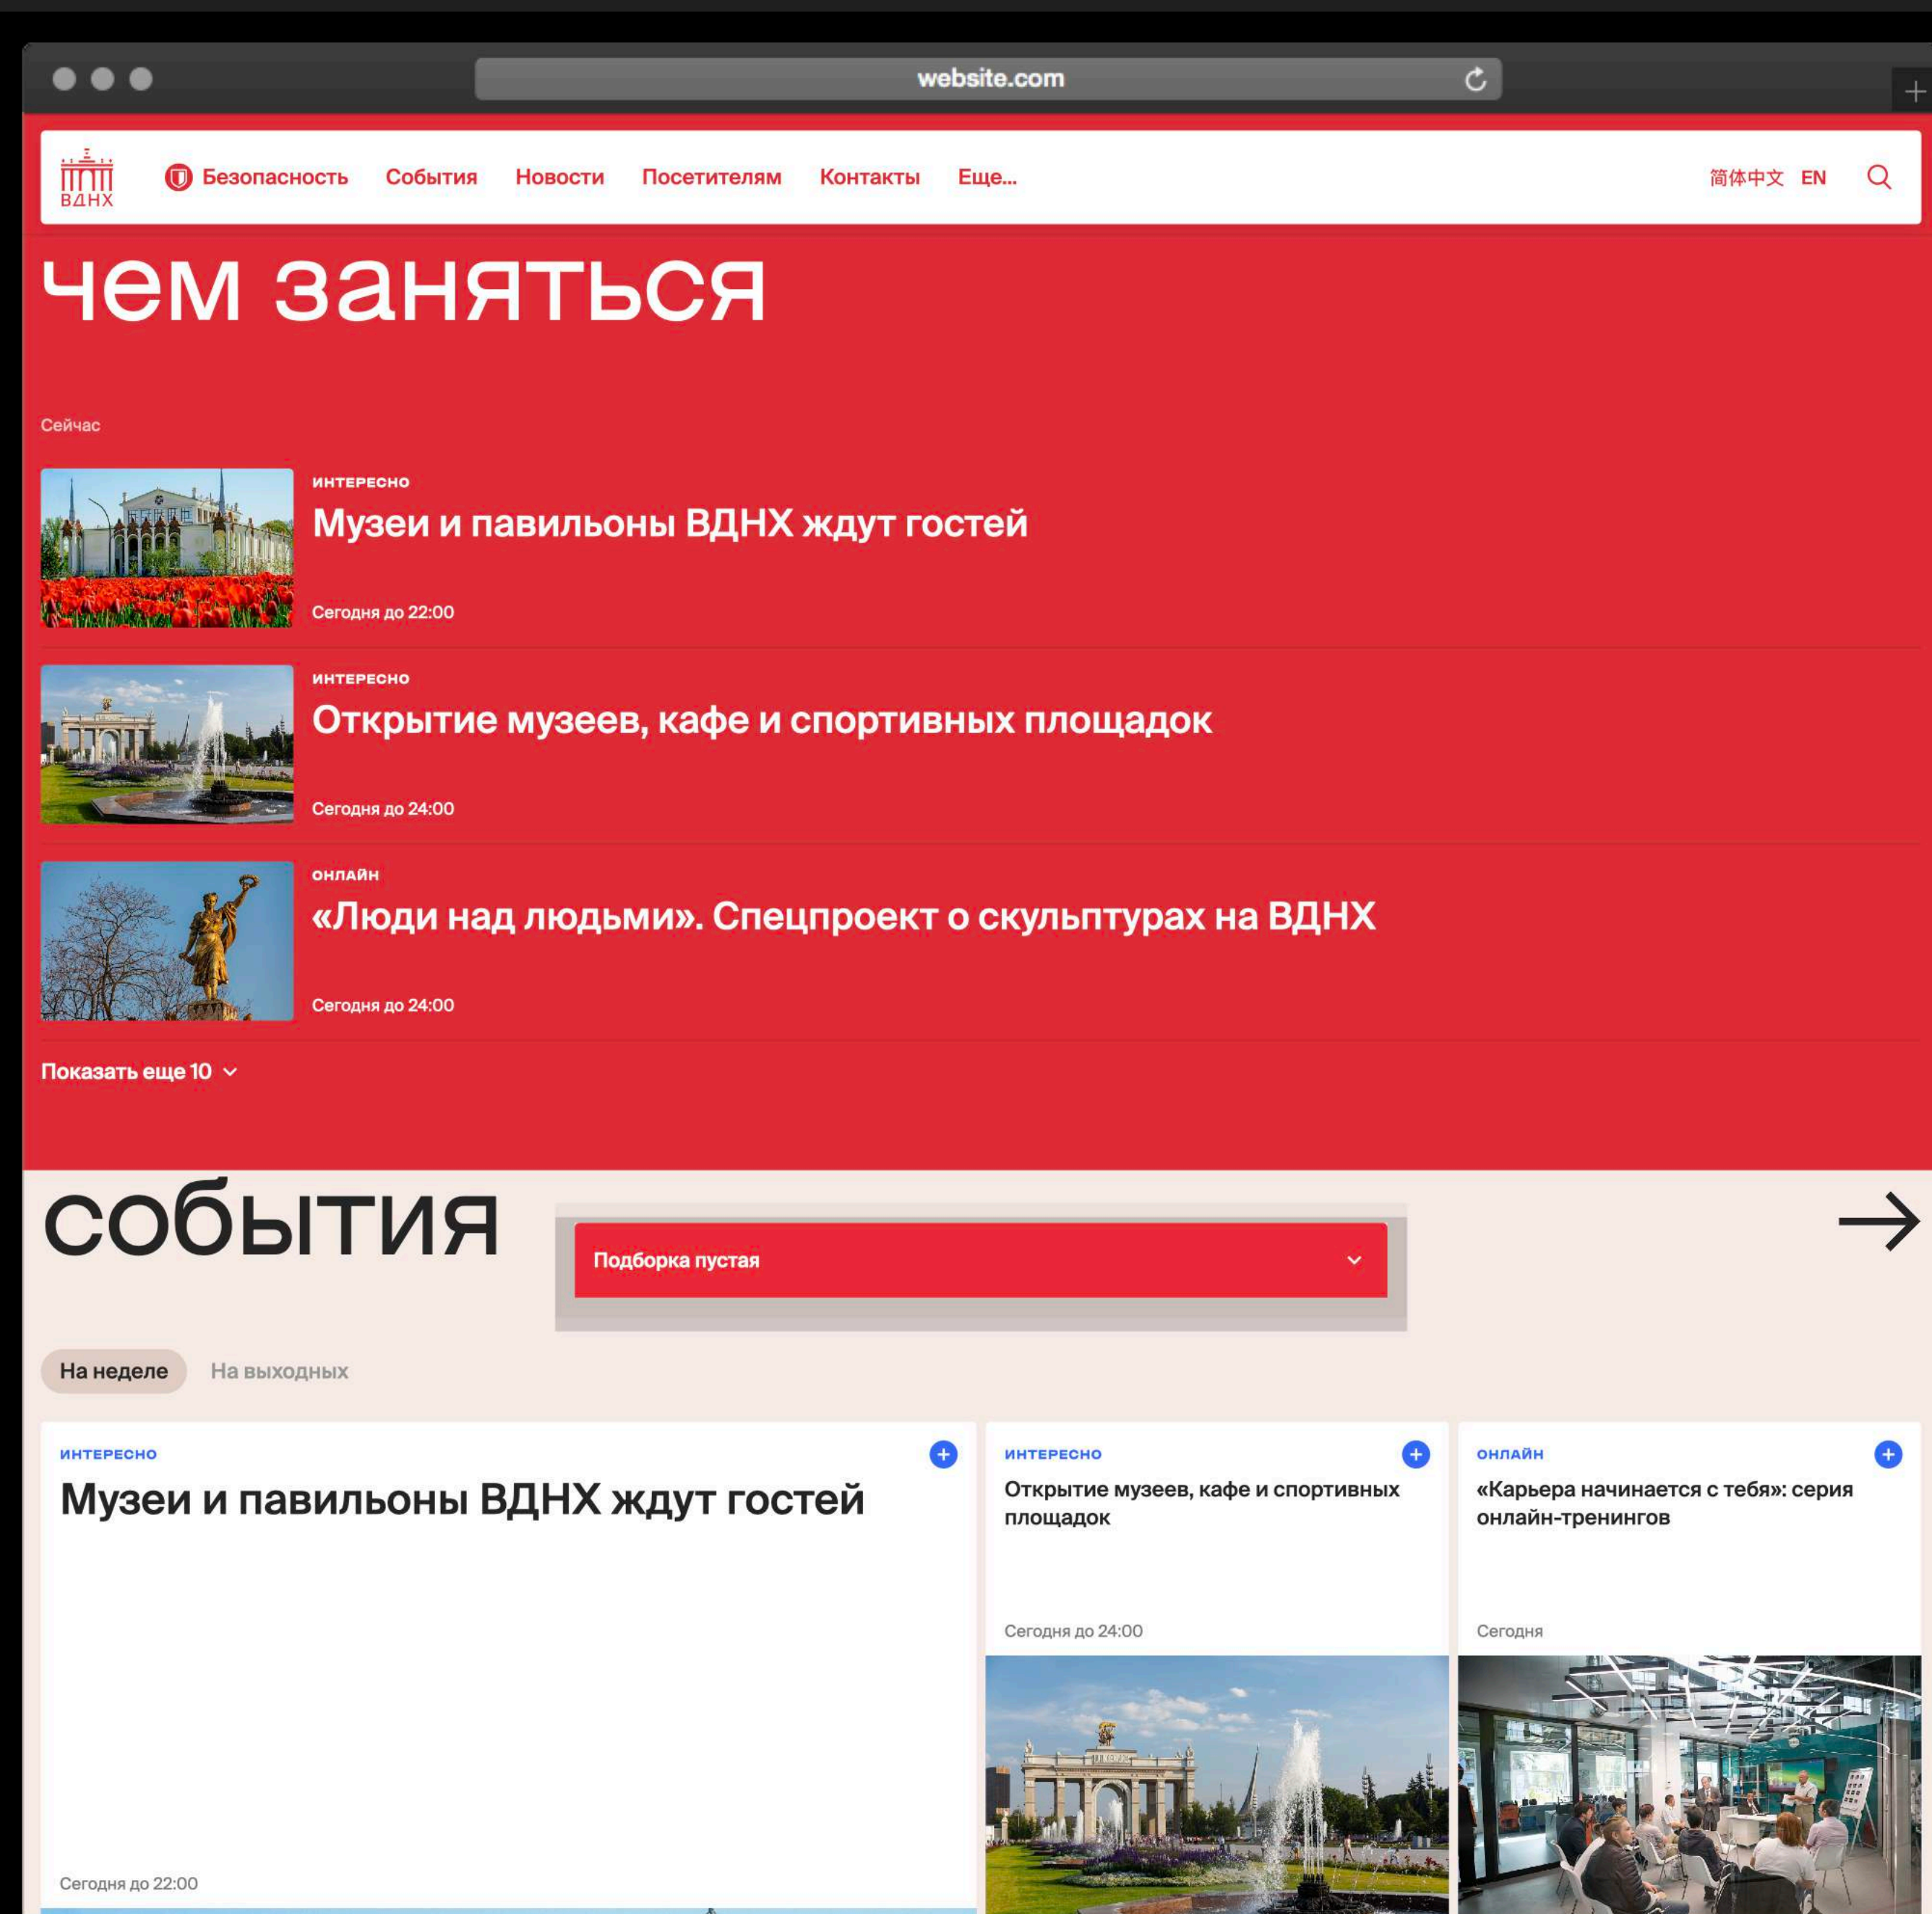 website.com
ВДНХ
Безопасность События Новости Посетителям Контакты Еще...
简体中文 EN
чем заняться
Сейчас
ИНТЕРЕСНО
Музеи и павильоны ВДНХ ждут гостей
Сегодня до 22:00
ИНТЕРЕСНО
Открытие музеев, кафе и спортивных площадок
Сегодня до 24:00
ОНЛАЙН
«Люди над людьми». Спецпроект о скульптурах на ВДНХ
Сегодня до 24:00
Показать еще 10
события
Подборка пустая
На неделе На выходных
ИНТЕРЕСНО
Музеи и павильоны ВДНХ ждут гостей
Сегодня до 22:00
ИНТЕРЕСНО
Открытие музеев, кафе и спортивных
площадок
Сегодня до 24:00
ОНЛАЙН
«Карьера начинается с тебя»: серия
онлайн-тренингов
Сегодня